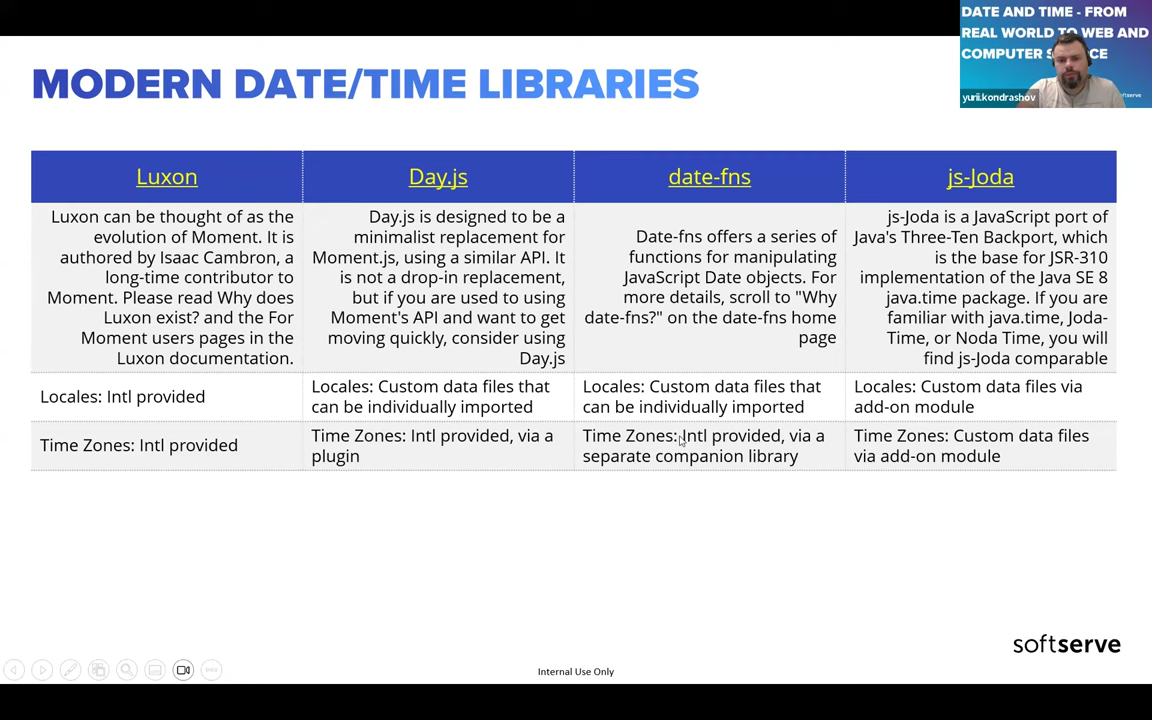 DATE AND TIME - FROM
REAL WORLD TO WEB AND
COMPUTER S CE
softserve
yurii.kondrashov
MODERN DATE/TIME LIBRARIES
Luxon
Day.js
date-fns
js-Joda
Luxon can be thought of as the
evolution of Moment. It is
authored by Isaac Cambron, a
long-time contributor to
Moment. Please read Why does
Luxon exist? and the For
Moment users pages in the
Luxon documentation.
Day.js is designed to be a
minimalist replacement for
Moment.js, using a similar API. It
is not a drop-in replacement,
but if you are used to using
Moment's API and want to get
moving quickly, consider using
Day.js
Date-fns offers a series of
functions for manipulating
JavaScript Date objects. For
more details, scroll to "Why
date-fns?" on the date-fns home
page
js-Joda is a JavaScript port of
Java's Three-Ten Backport, which
is the base for JSR-310
implementation of the Java SE 8
java.time package. If you are
familiar with java.time, Joda-
Time, or Noda Time, you will
find js-Joda comparable
Locales: Intl provided
Locales: Custom data files that
can be individually imported
Locales: Custom data files that
can be individually imported
Locales: Custom data files via
add-on module
Time Zones: Intl provided
Time Zones: Intl provided, via a
plugin
Time Zones: Intl provided, via a
separate companion library
Time Zones: Custom data files
via add-on module
softserve
Internal Use Only